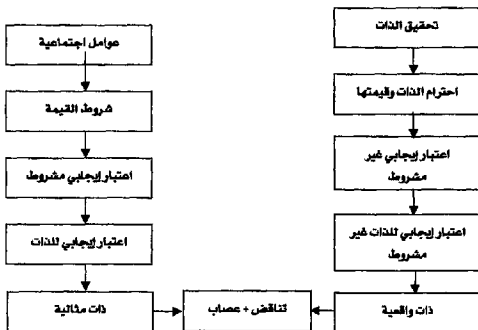 تحقيق الذات
احترام الذات وقيمتها
اعتبار إيجابي غير
مشروط
اعتبار إيجابي للذات غير
مشروط
ذات واقعية
عوامل اجتماعية
شروط القيمة
اعتبار إيجابي مشروط
اعتبار إيجابي للذات
ذات مثالية
تناقض + عصاب